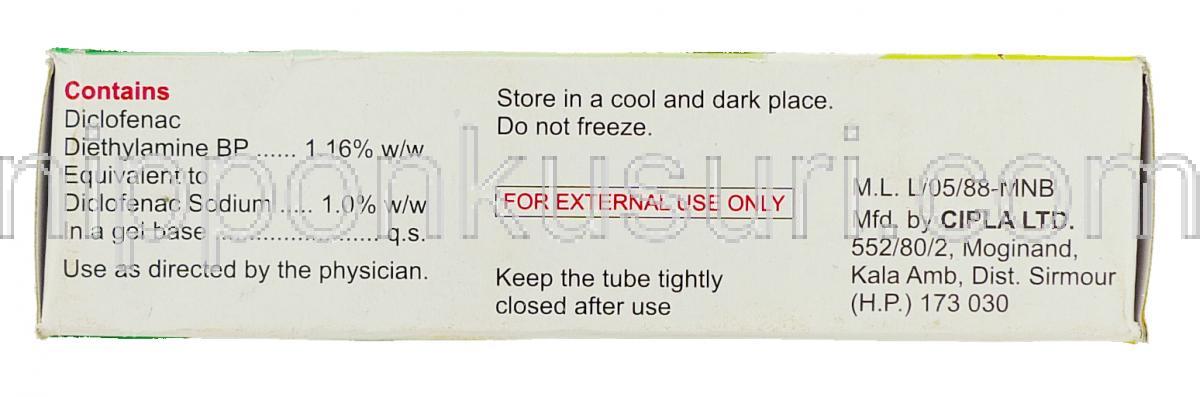 Contains
Diclofenac
Diethylamine BP ...... 1.16% w/w
Equivalent to
Diclofenac Sodium ..... 1.0% w/w
In a gel base ........................ q.s.
Use as directed by the physician.
Store in a cool and dark place.
Do not freeze.
FOR EXTERNAL USE ONLY
Keep the tube tightly
closed after use
M.L. L/05/88-MNB
Mfd. by CIPLA LTD.
552/80/2, Moginand,
Kala Amb, Dist. Sirmour
(H.P.) 173 030
nipponkusuri.com